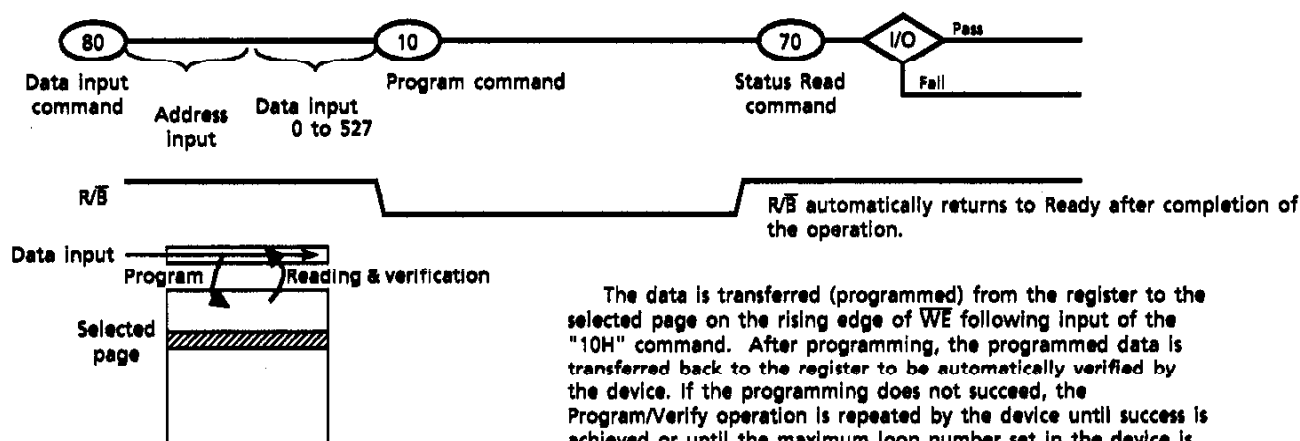 80
10
70
I/O
Pass
Fail
Data input
command
Address
input
Data input
0 to 527
Program command
Status Read
command
R/B̅
R/B̅ automatically returns to Ready after completion of
the operation.
Data input
Program
Reading & verification
Selected
page
The data is transferred (programmed) from the register to the
selected page on the rising edge of W̅E̅ following input of the
"10H" command. After programming, the programmed data is
transferred back to the register to be automatically verified by
the device. If the programming does not succeed, the
Program/Verify operation is repeated by the device until success is
achieved or until the maximum loop number set in the device is